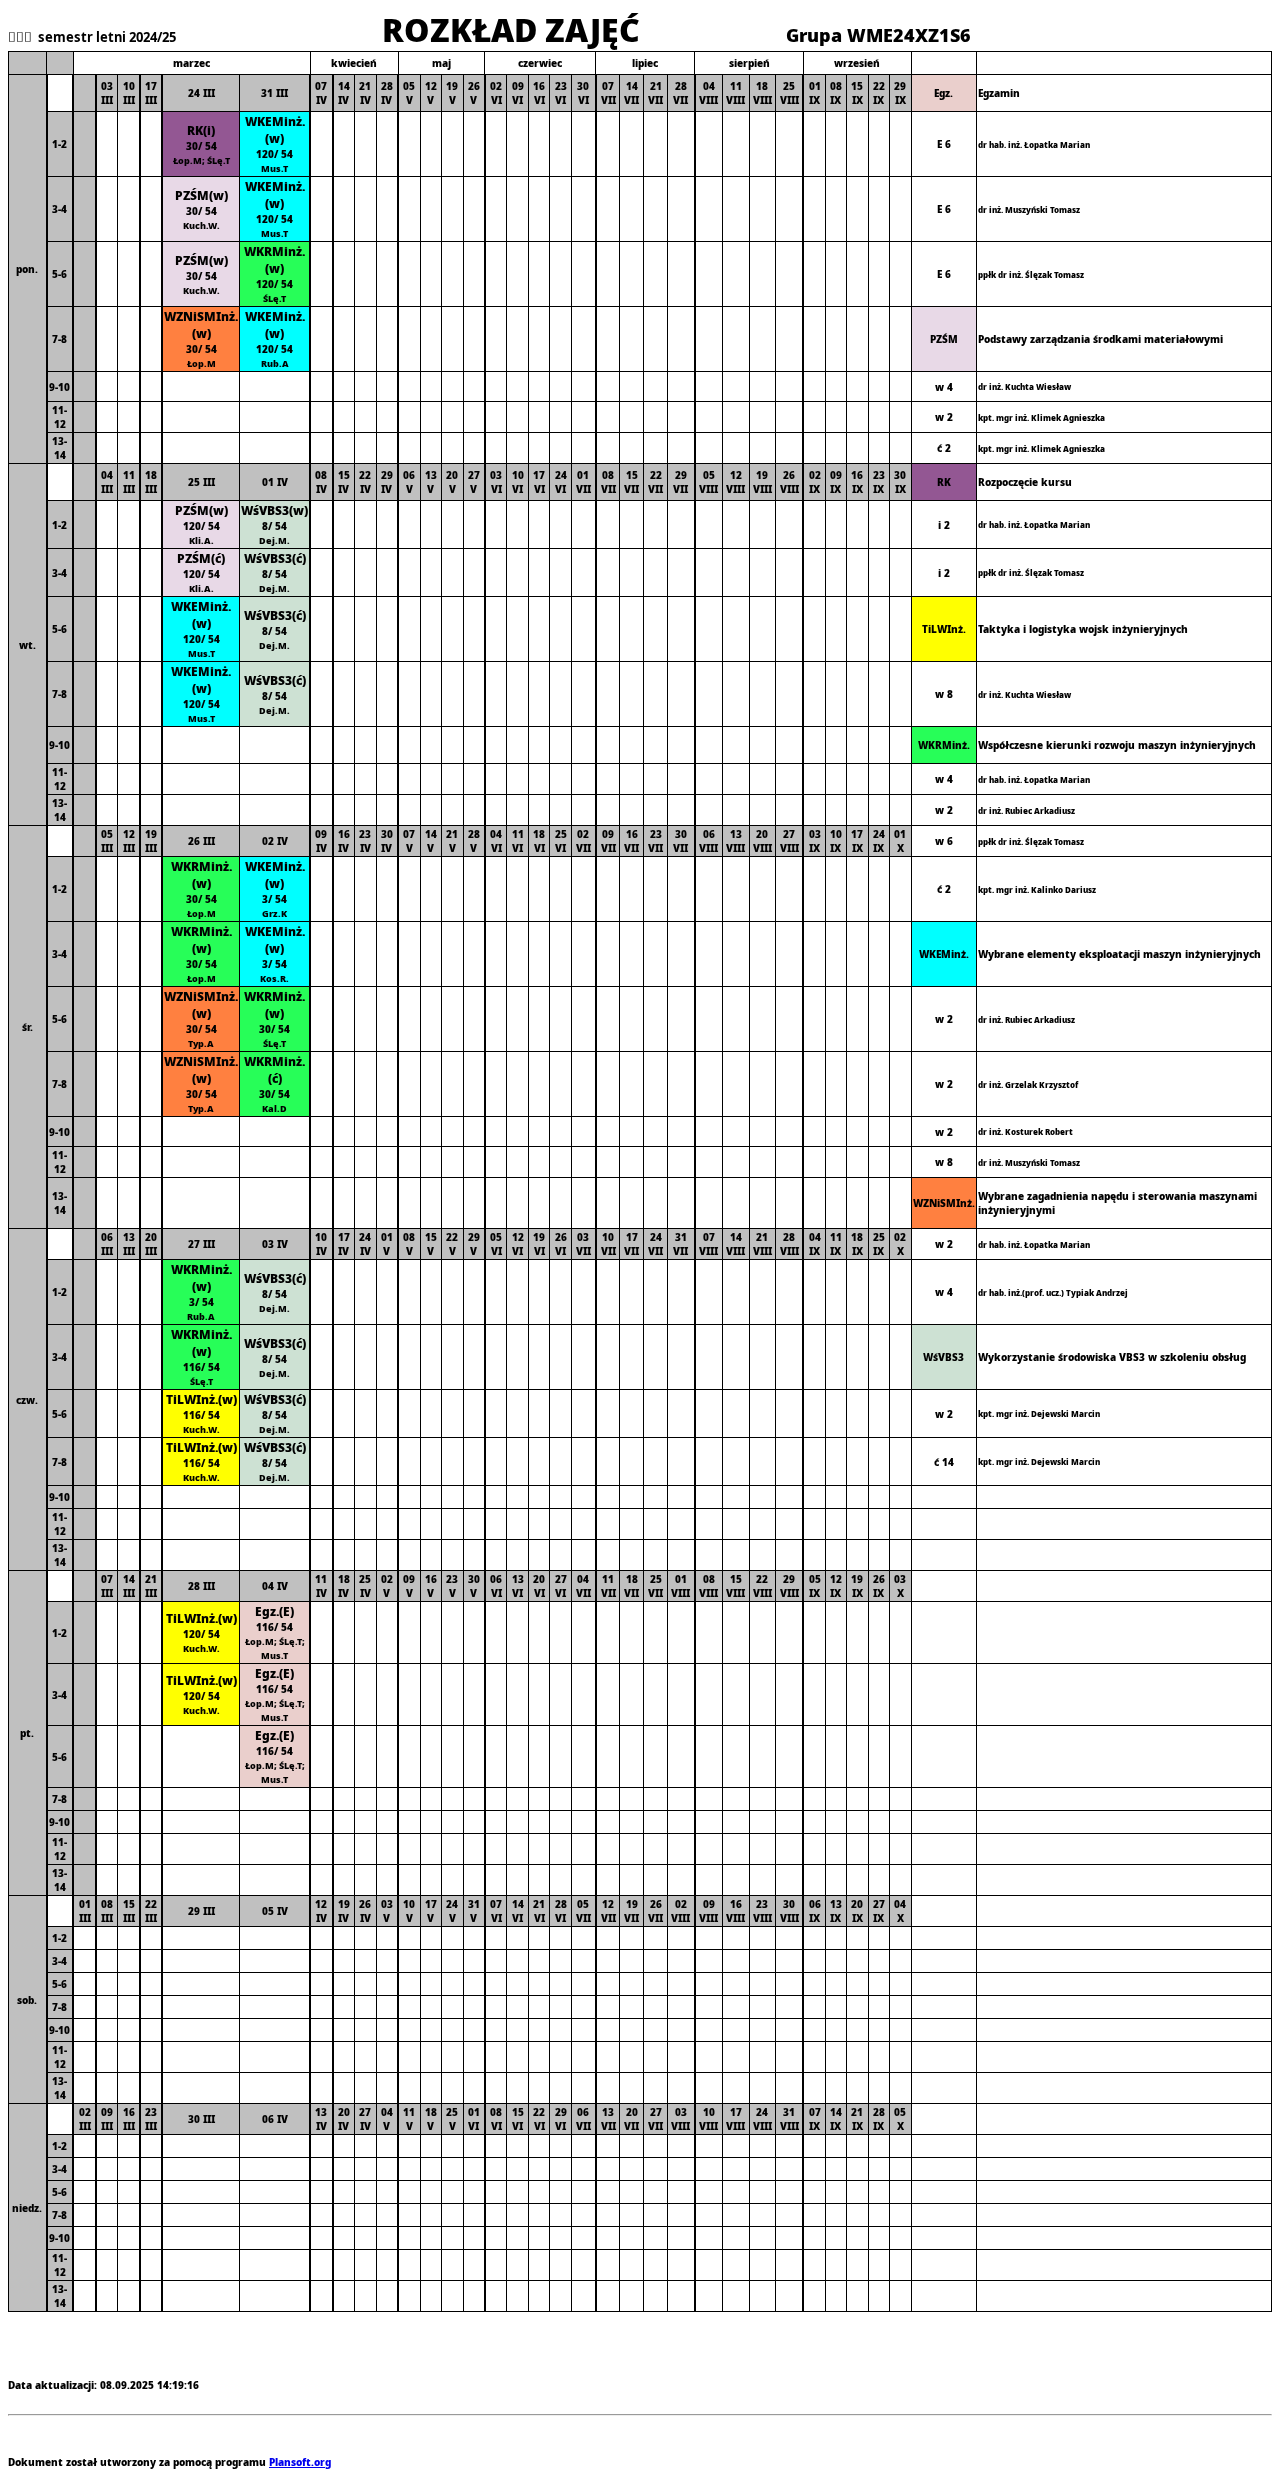 semestr letni 2024/25 ROZKŁAD ZAJĘĆ Grupa WME24XZ1S6
marzec kwiecień maj czerwiec lipiec sierpień wrzesień
pon. 03 III 10 III 17 III 24 III 31 III 07 IV 14 IV 21 IV 28 IV 05 V 12 V 19 V 26 V 02 VI 09 VI 16 VI 23 VI 30 VI 07 VII 14 VII 21 VII 28 VII 04 VIII 11 VIII 18 VIII 25 VIII 01 IX 08 IX 15 IX 22 IX 29 IX Egz. Egzamin
1-2 RK(i) 30/ 54 Łop.M; ŚLę.T WKEMinż.(w) 120/ 54 Mus.T E 6 dr hab. inż. Łopatka Marian
3-4 PZŚM(w) 30/ 54 Kuch.W. WKEMinż.(w) 120/ 54 Mus.T E 6 dr inż. Muszyński Tomasz
5-6 PZŚM(w) 30/ 54 Kuch.W. WKRMinż.(w) 120/ 54 ŚLę.T E 6 ppłk dr inż. Ślęzak Tomasz
7-8 WZNiSMInż.(w) 30/ 54 Łop.M WKEMinż.(w) 120/ 54 Rub.A PZŚM Podstawy zarządzania środkami materiałowymi
9-10 w 4 dr inż. Kuchta Wiesław
11-12 w 2 kpt. mgr inż. Klimek Agnieszka
13-14 ć 2 kpt. mgr inż. Klimek Agnieszka
wt. 04 III 11 III 18 III 25 III 01 IV 08 IV 15 IV 22 IV 29 IV 06 V 13 V 20 V 27 V 03 VI 10 VI 17 VI 24 VI 01 VII 08 VII 15 VII 22 VII 29 VII 05 VIII 12 VIII 19 VIII 26 VIII 02 IX 09 IX 16 IX 23 IX 30 IX RK Rozpoczęcie kursu
1-2 PZŚM(w) 120/ 54 Kli.A. WśVBS3(w) 8/ 54 Dej.M. i 2 dr hab. inż. Łopatka Marian
3-4 PZŚM(ć) 120/ 54 Kli.A. WśVBS3(ć) 8/ 54 Dej.M. i 2 ppłk dr inż. Ślęzak Tomasz
5-6 WKEMinż.(w) 120/ 54 Mus.T WśVBS3(ć) 8/ 54 Dej.M. TiLWInż. Taktyka i logistyka wojsk inżynieryjnych
7-8 WKEMinż.(w) 120/ 54 Mus.T WśVBS3(ć) 8/ 54 Dej.M. w 8 dr inż. Kuchta Wiesław
9-10 WKRMinż. Współczesne kierunki rozwoju maszyn inżynieryjnych
11-12 w 4 dr hab. inż. Łopatka Marian
13-14 w 2 dr inż. Rubiec Arkadiusz
śr. 05 III 12 III 19 III 26 III 02 IV 09 IV 16 IV 23 IV 30 IV 07 V 14 V 21 V 28 V 04 VI 11 VI 18 VI 25 VI 02 VII 09 VII 16 VII 23 VII 30 VII 06 VIII 13 VIII 20 VIII 27 VIII 03 IX 10 IX 17 IX 24 IX 01 X w 6 ppłk dr inż. Ślęzak Tomasz
1-2 WKRMinż.(w) 30/ 54 Łop.M WKEMinż.(w) 3/ 54 Grz.K ć 2 kpt. mgr inż. Kalinko Dariusz
3-4 WKRMinż.(w) 30/ 54 Łop.M WKEMinż.(w) 3/ 54 Kos.R. WKEMinż. Wybrane elementy eksploatacji maszyn inżynieryjnych
5-6 WZNiSMInż.(w) 30/ 54 Typ.A WKRMinż.(w) 30/ 54 ŚLę.T w 2 dr inż. Rubiec Arkadiusz
7-8 WZNiSMInż.(w) 30/ 54 Typ.A WKRMinż.(ć) 30/ 54 Kal.D w 2 dr inż. Grzelak Krzysztof
9-10 w 2 dr inż. Kosturek Robert
11-12 w 8 dr inż. Muszyński Tomasz
13-14 WZNiSMInż. Wybrane zagadnienia napędu i sterowania maszynami inżynieryjnymi
czw. 06 III 13 III 20 III 27 III 03 IV 10 IV 17 IV 24 IV 01 V 08 V 15 V 22 V 29 V 05 VI 12 VI 19 VI 26 VI 03 VII 10 VII 17 VII 24 VII 31 VII 07 VIII 14 VIII 21 VIII 28 VIII 04 IX 11 IX 18 IX 25 IX 02 X w 2 dr hab. inż. Łopatka Marian
1-2 WKRMinż.(w) 3/ 54 Rub.A WśVBS3(ć) 8/ 54 Dej.M. w 4 dr hab. inż.(prof. ucz.) Typiak Andrzej
3-4 WKRMinż.(w) 116/ 54 ŚLę.T WśVBS3(ć) 8/ 54 Dej.M. WśVBS3 Wykorzystanie środowiska VBS3 w szkoleniu obsług
5-6 TiLWInż.(w) 116/ 54 Kuch.W. WśVBS3(ć) 8/ 54 Dej.M. w 2 kpt. mgr inż. Dejewski Marcin
7-8 TiLWInż.(w) 116/ 54 Kuch.W. WśVBS3(ć) 8/ 54 Dej.M. ć 14 kpt. mgr inż. Dejewski Marcin
9-10
11-12
13-14
pt. 07 III 14 III 21 III 28 III 04 IV 11 IV 18 IV 25 IV 02 V 09 V 16 V 23 V 30 V 06 VI 13 VI 20 VI 27 VI 04 VII 11 VII 18 VII 25 VII 01 VIII 08 VIII 15 VIII 22 VIII 29 VIII 05 IX 12 IX 19 IX 26 IX 03 X
1-2 TiLWInż.(w) 120/ 54 Kuch.W. Egz.(E) 116/ 54 Łop.M; ŚLę.T; Mus.T
3-4 TiLWInż.(w) 120/ 54 Kuch.W. Egz.(E) 116/ 54 Łop.M; ŚLę.T; Mus.T
5-6 Egz.(E) 116/ 54 Łop.M; ŚLę.T; Mus.T
7-8
9-10
11-12
13-14
sob. 01 III 08 III 15 III 22 III 29 III 05 IV 12 IV 19 IV 26 IV 03 V 10 V 17 V 24 V 31 V 07 VI 14 VI 21 VI 28 VI 05 VII 12 VII 19 VII 26 VII 02 VIII 09 VIII 16 VIII 23 VIII 30 VIII 06 IX 13 IX 20 IX 27 IX 04 X
1-2
3-4
5-6
7-8
9-10
11-12
13-14
niedz. 02 III 09 III 16 III 23 III 30 III 06 IV 13 IV 20 IV 27 IV 04 V 11 V 18 V 25 V 01 VI 08 VI 15 VI 22 VI 29 VI 06 VII 13 VII 20 VII 27 VII 03 VIII 10 VIII 17 VIII 24 VIII 31 VIII 07 IX 14 IX 21 IX 28 IX 05 X
1-2
3-4
5-6
7-8
9-10
11-12
13-14
Data aktualizacji: 08.09.2025 14:19:16
Dokument został utworzony za pomocą programu Plansoft.org